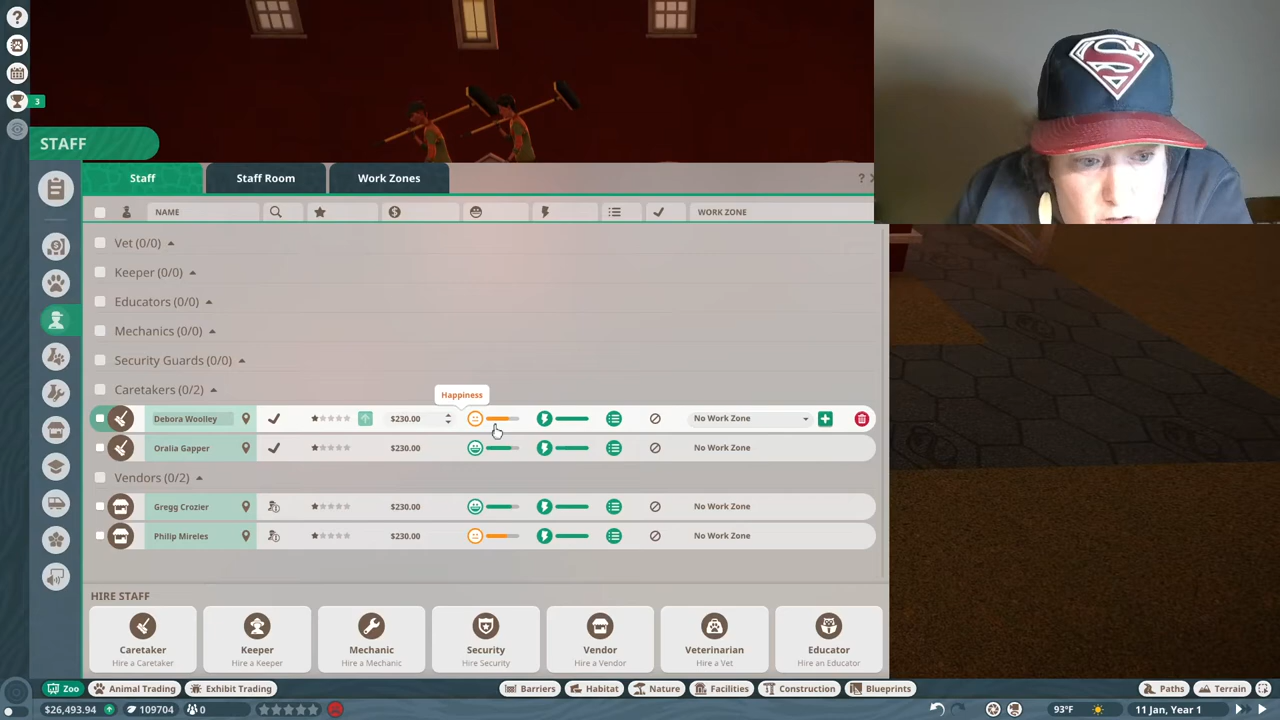 ?
3
STAFF
Staff
Staff Room
Work Zones
?
NAME
WORK ZONE
Vet (0/0)
Keeper (0/0)
Educators (0/0)
Mechanics (0/0)
Security Guards (0/0)
Caretakers (0/2)
Happiness
Debora Woolley $230.00 No Work Zone
Oralia Gapper $230.00 No Work Zone
Vendors (0/2)
Gregg Crozier $230.00 No Work Zone
Philip Mireles $230.00 No Work Zone
HIRE STAFF
Caretaker
Hire a Caretaker
Keeper
Hire a Keeper
Mechanic
Hire a Mechanic
Security
Hire Security
Vendor
Hire a Vendor
Veterinarian
Hire a Vet
Educator
Hire an Educator
Zoo Animal Trading Exhibit Trading Barriers Habitat Nature Facilities Construction Blueprints Paths Terrain
$26,493.94 109704 0 93°F 11 Jan, Year 1